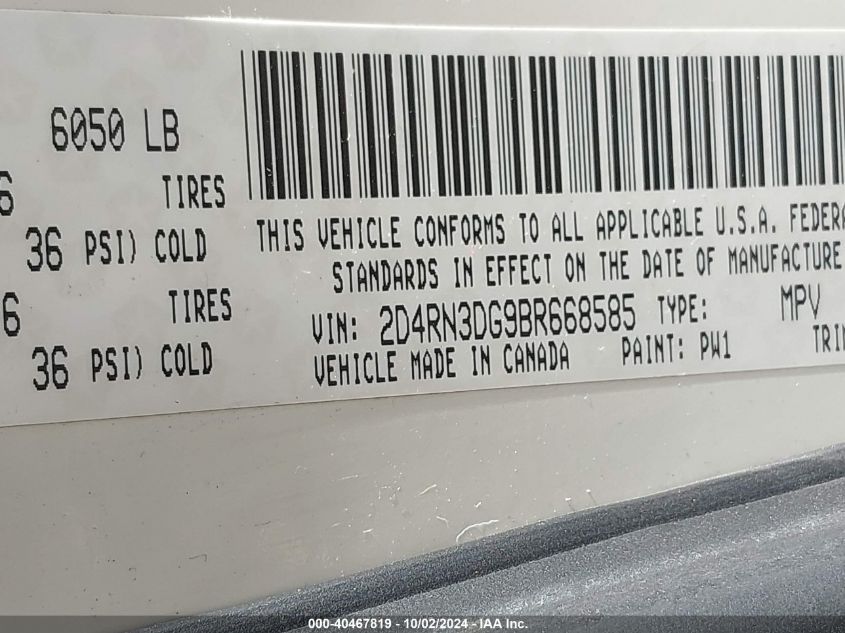 6050 LB
6 TIRES
36 PSI) COLD
6 TIRES
36 PSI) COLD
THIS VEHICLE CONFORMS TO ALL APPLICABLE U.S.A. FEDERA
STANDARDS IN EFFECT ON THE DATE OF MANUFACTURE
VIN: 2D4RN3DG9BR668585 TYPE: MPV
VEHICLE MADE IN CANADA PAINT: PW1 TRIM
000-40467819 - 10/02/2024 - IAA Inc.